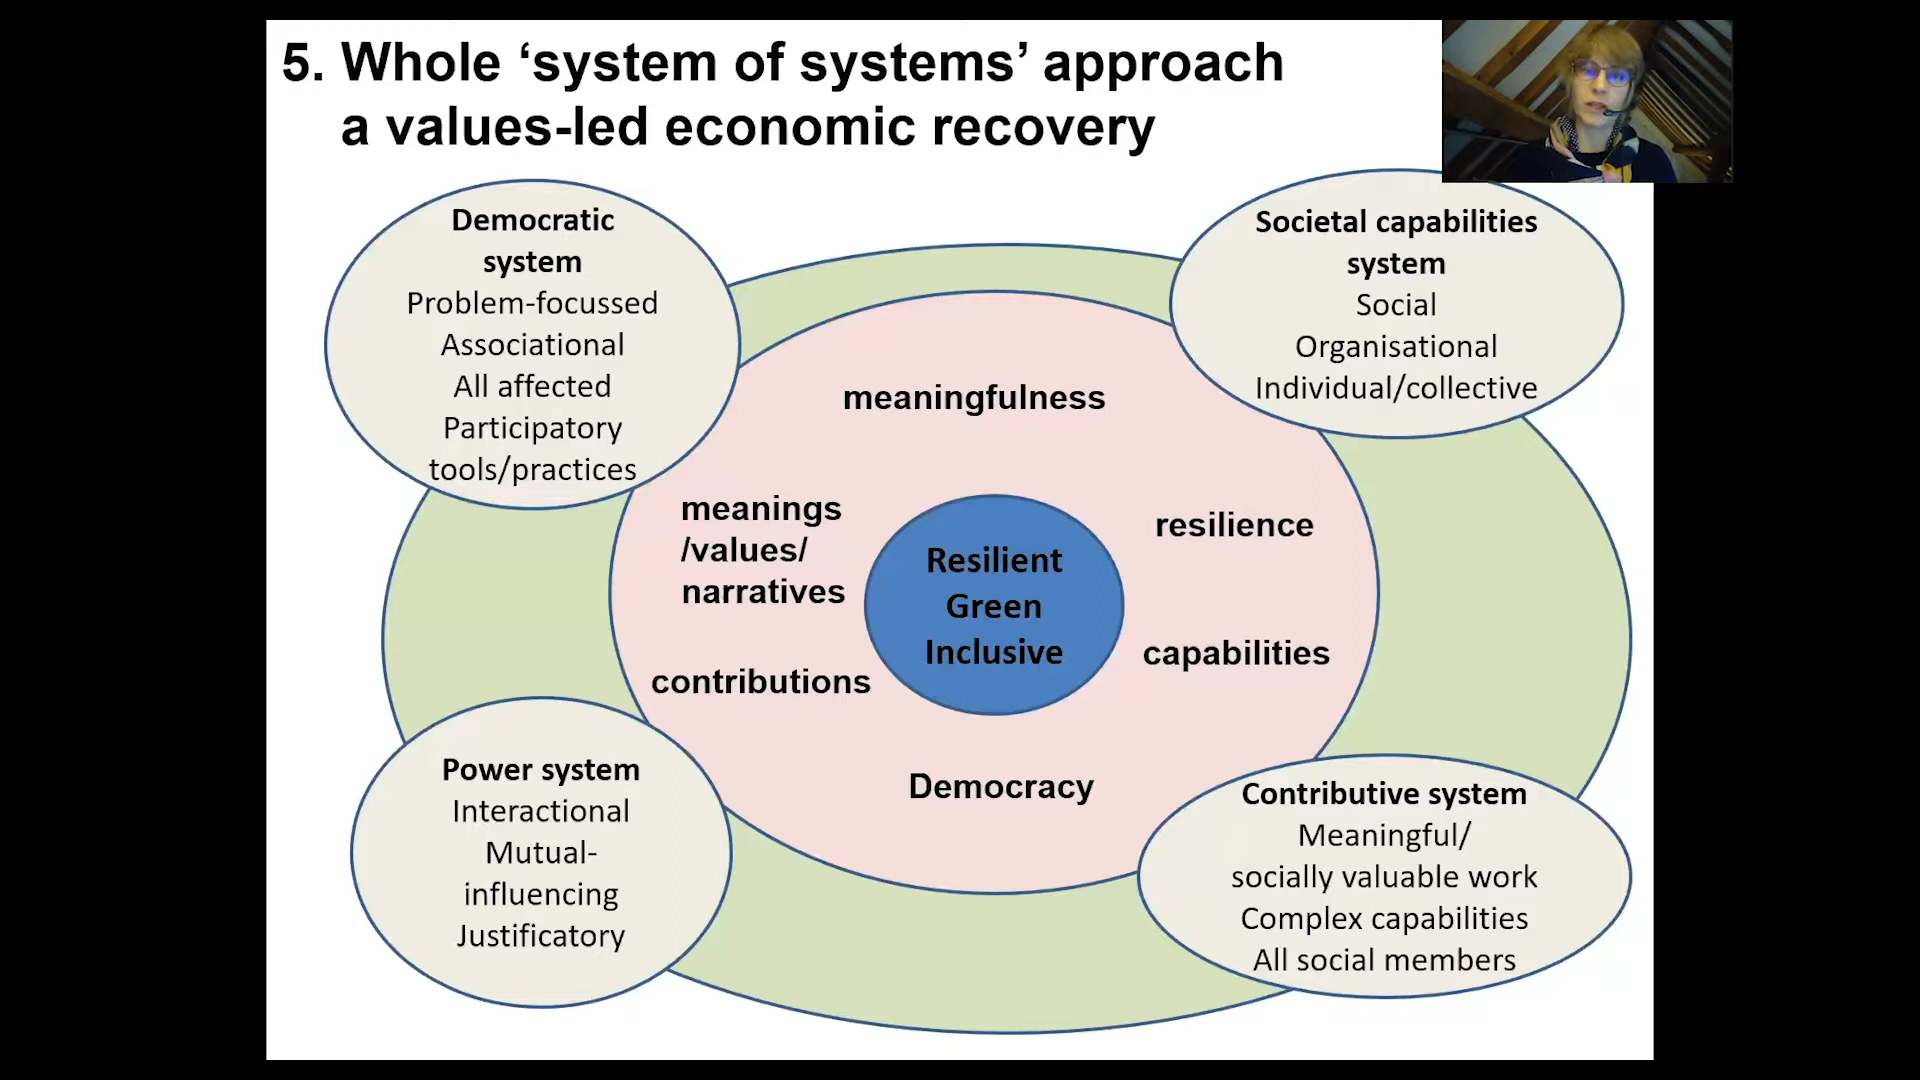 5. Whole ‘system of systems’ approach
a values-led economic recovery
Democratic
system
Problem-focussed
Associational
All affected
Participatory
tools/practices
Societal capabilities
system
Social
Organisational
Individual/collective
meaningfulness
meanings
/values/
narratives
contributions
Resilient
Green
Inclusive
resilience
capabilities
Democracy
Power system
Interactional
Mutual-
influencing
Justificatory
Contributive system
Meaningful/
socially valuable work
Complex capabilities
All social members